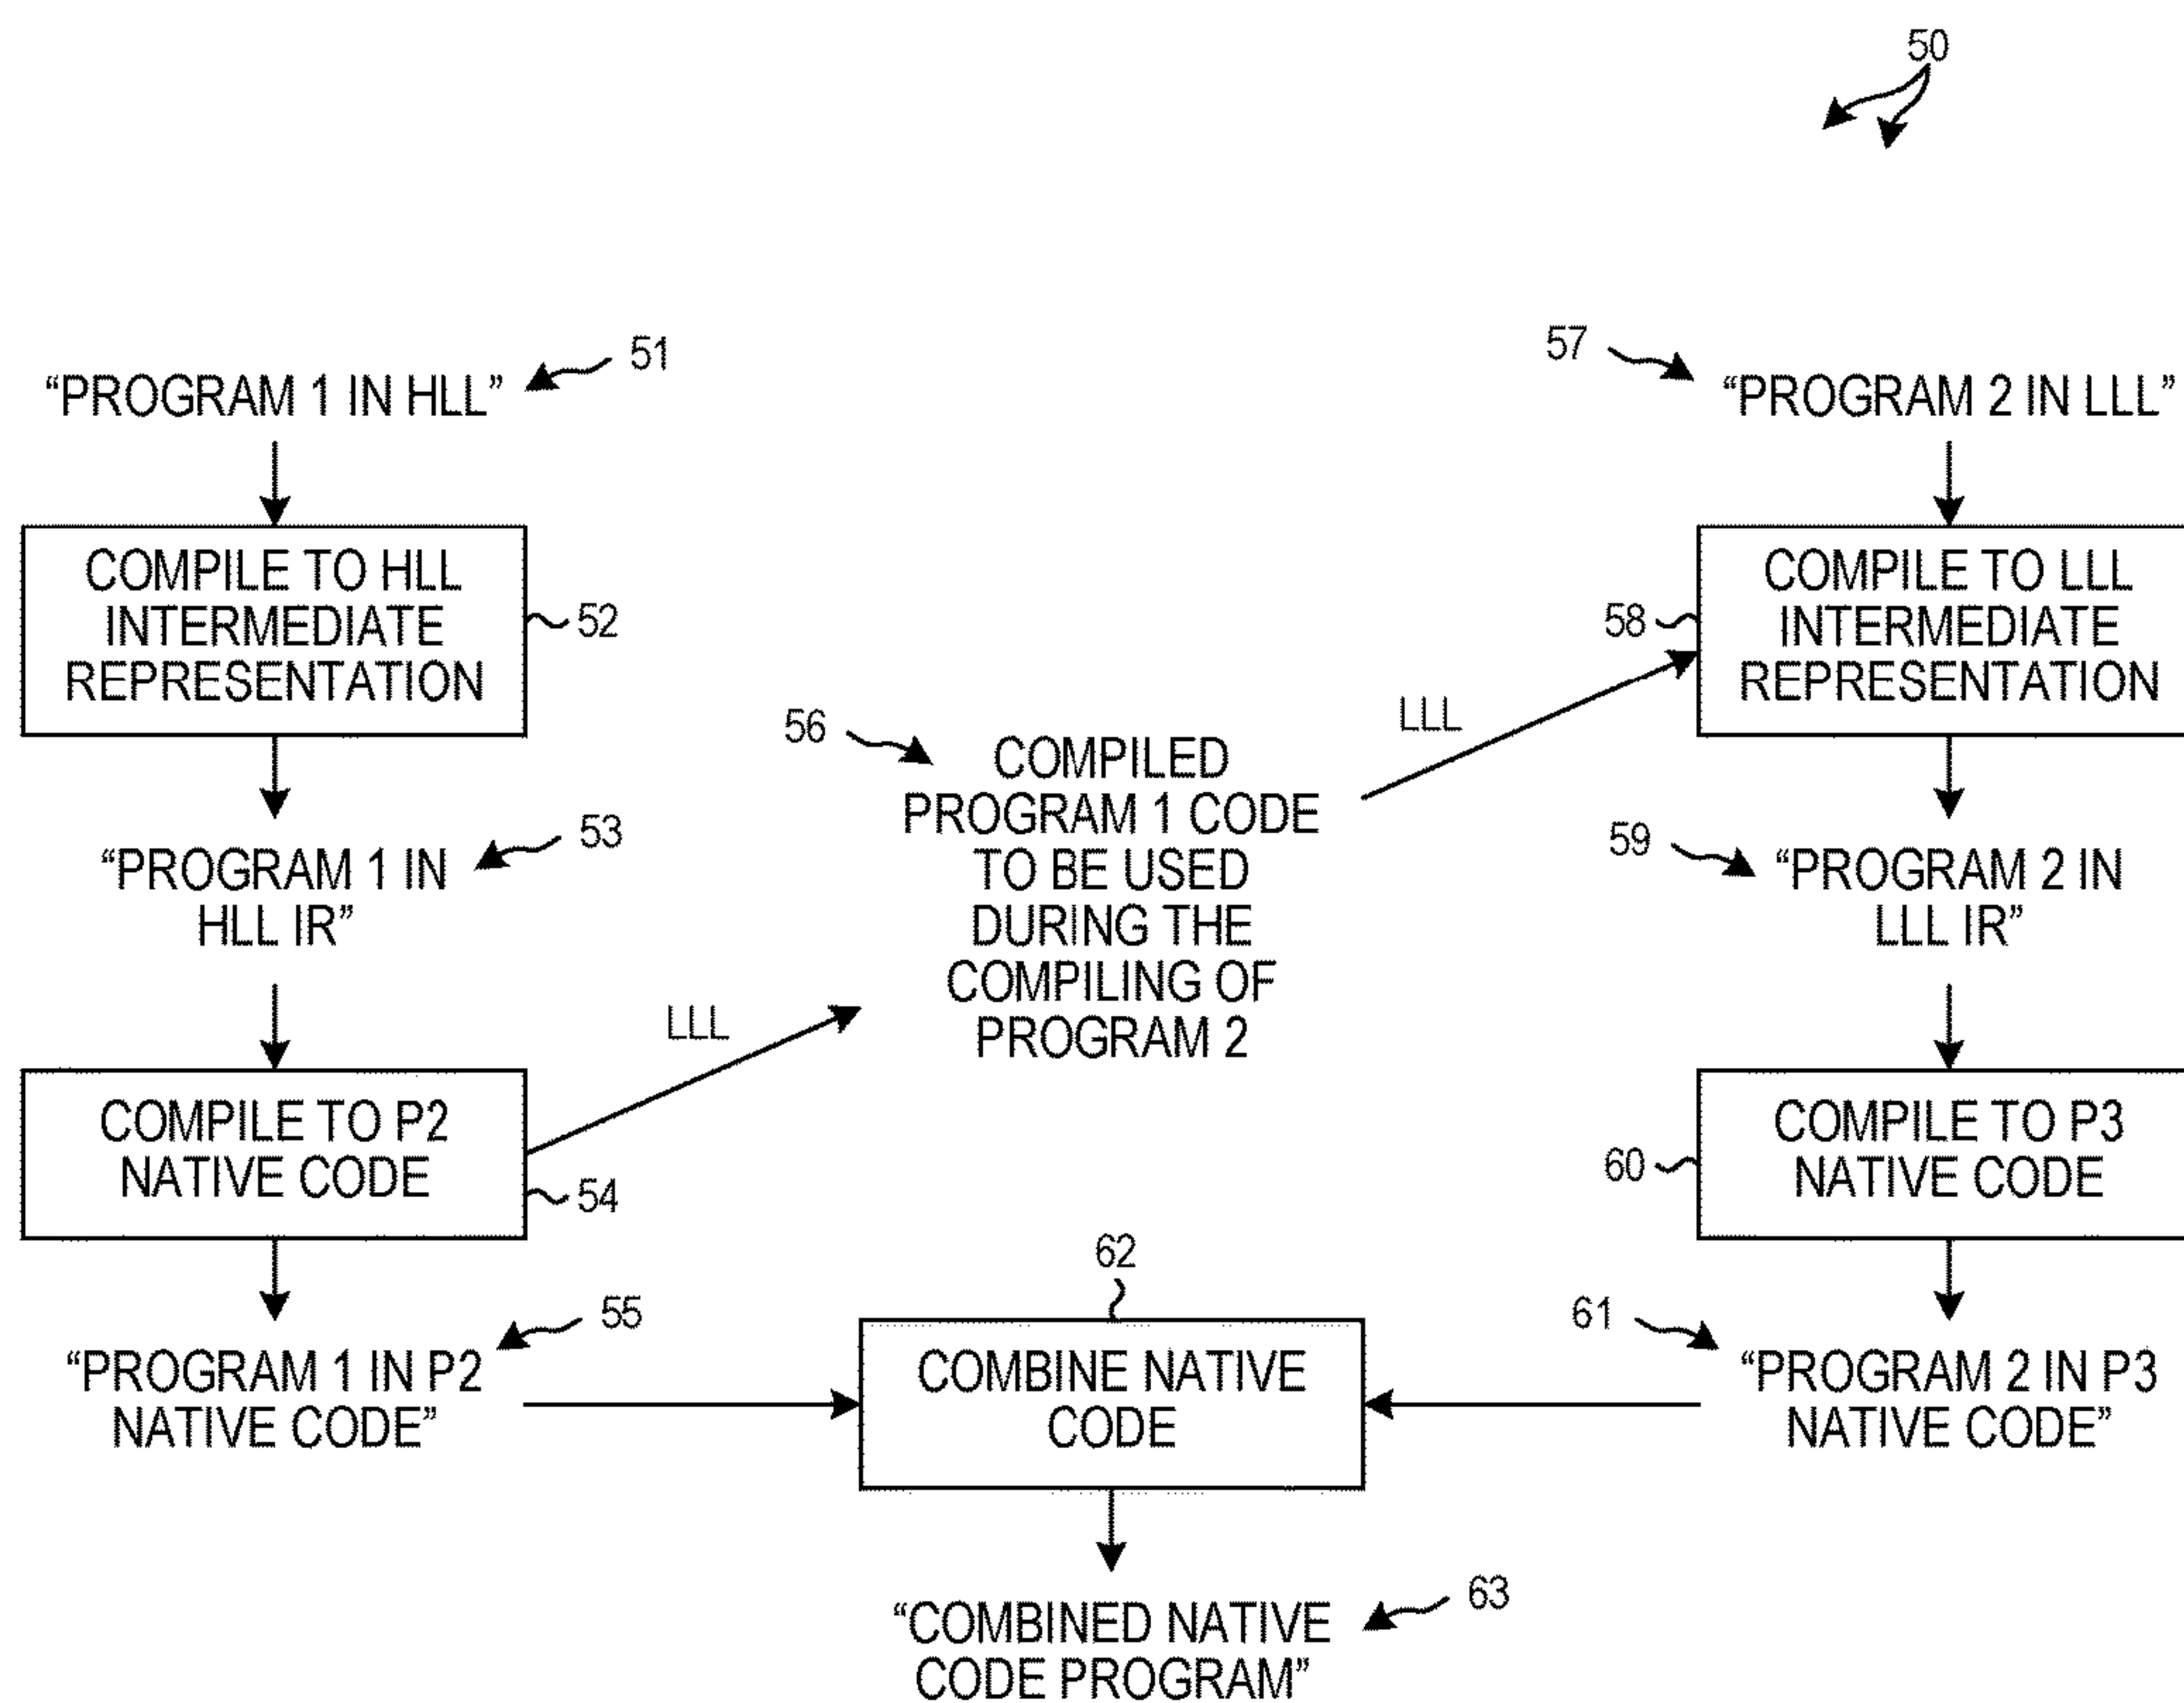 50
“PROGRAM 1 IN HLL”
51
COMPILE TO HLL
INTERMEDIATE
REPRESENTATION
52
“PROGRAM 1 IN
HLL IR”
53
COMPILE TO P2
NATIVE CODE
54
LLL
“PROGRAM 1 IN P2
NATIVE CODE”
55
56
COMPILED
PROGRAM 1 CODE
TO BE USED
DURING THE
COMPILING OF
PROGRAM 2
LLL
57
“PROGRAM 2 IN LLL”
58
COMPILE TO LLL
INTERMEDIATE
REPRESENTATION
59
“PROGRAM 2 IN
LLL IR”
60
COMPILE TO P3
NATIVE CODE
61
“PROGRAM 2 IN P3
NATIVE CODE”
62
COMBINE NATIVE
CODE
“COMBINED NATIVE
CODE PROGRAM”
63